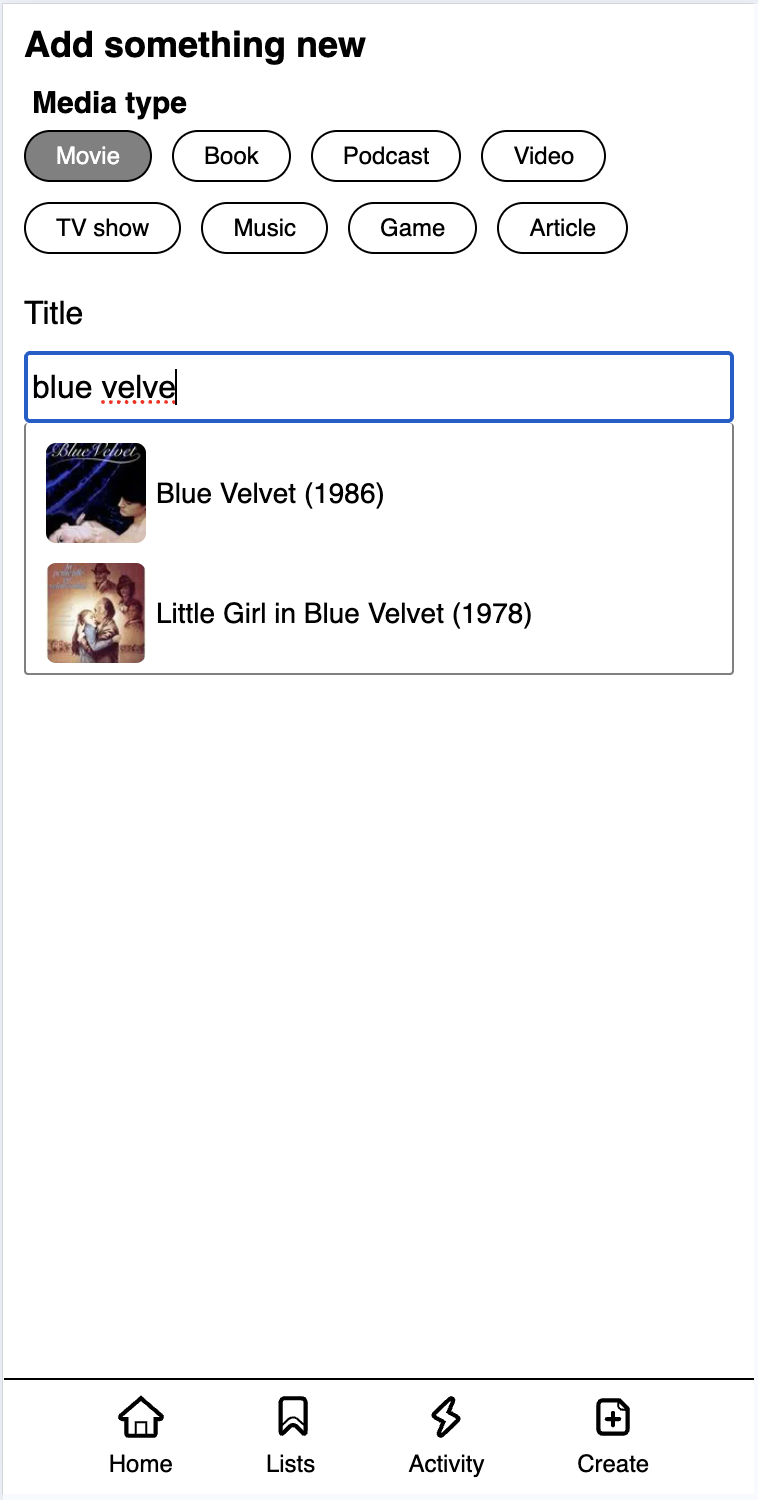 Add something new
Media type
Movie Book Podcast Video
TV show Music Game Article
Title
blue velve
Blue Velvet
Blue Velvet (1986)
Little Girl in Blue Velvet (1978)
Home Lists Activity Create